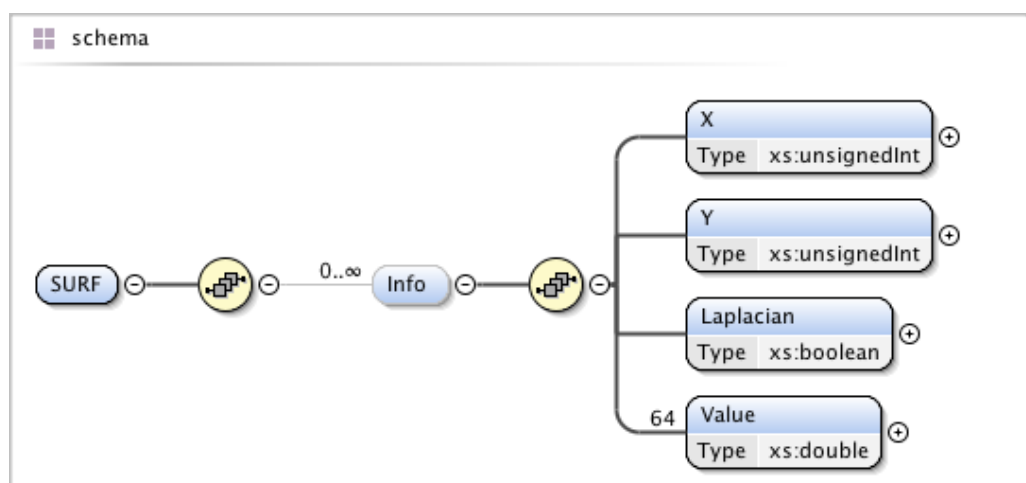 schema
X
Type xs:unsignedInt
Y
Type xs:unsignedInt
SURF
0..∞
Info
Laplacian
Type xs:boolean
64
Value
Type xs:double